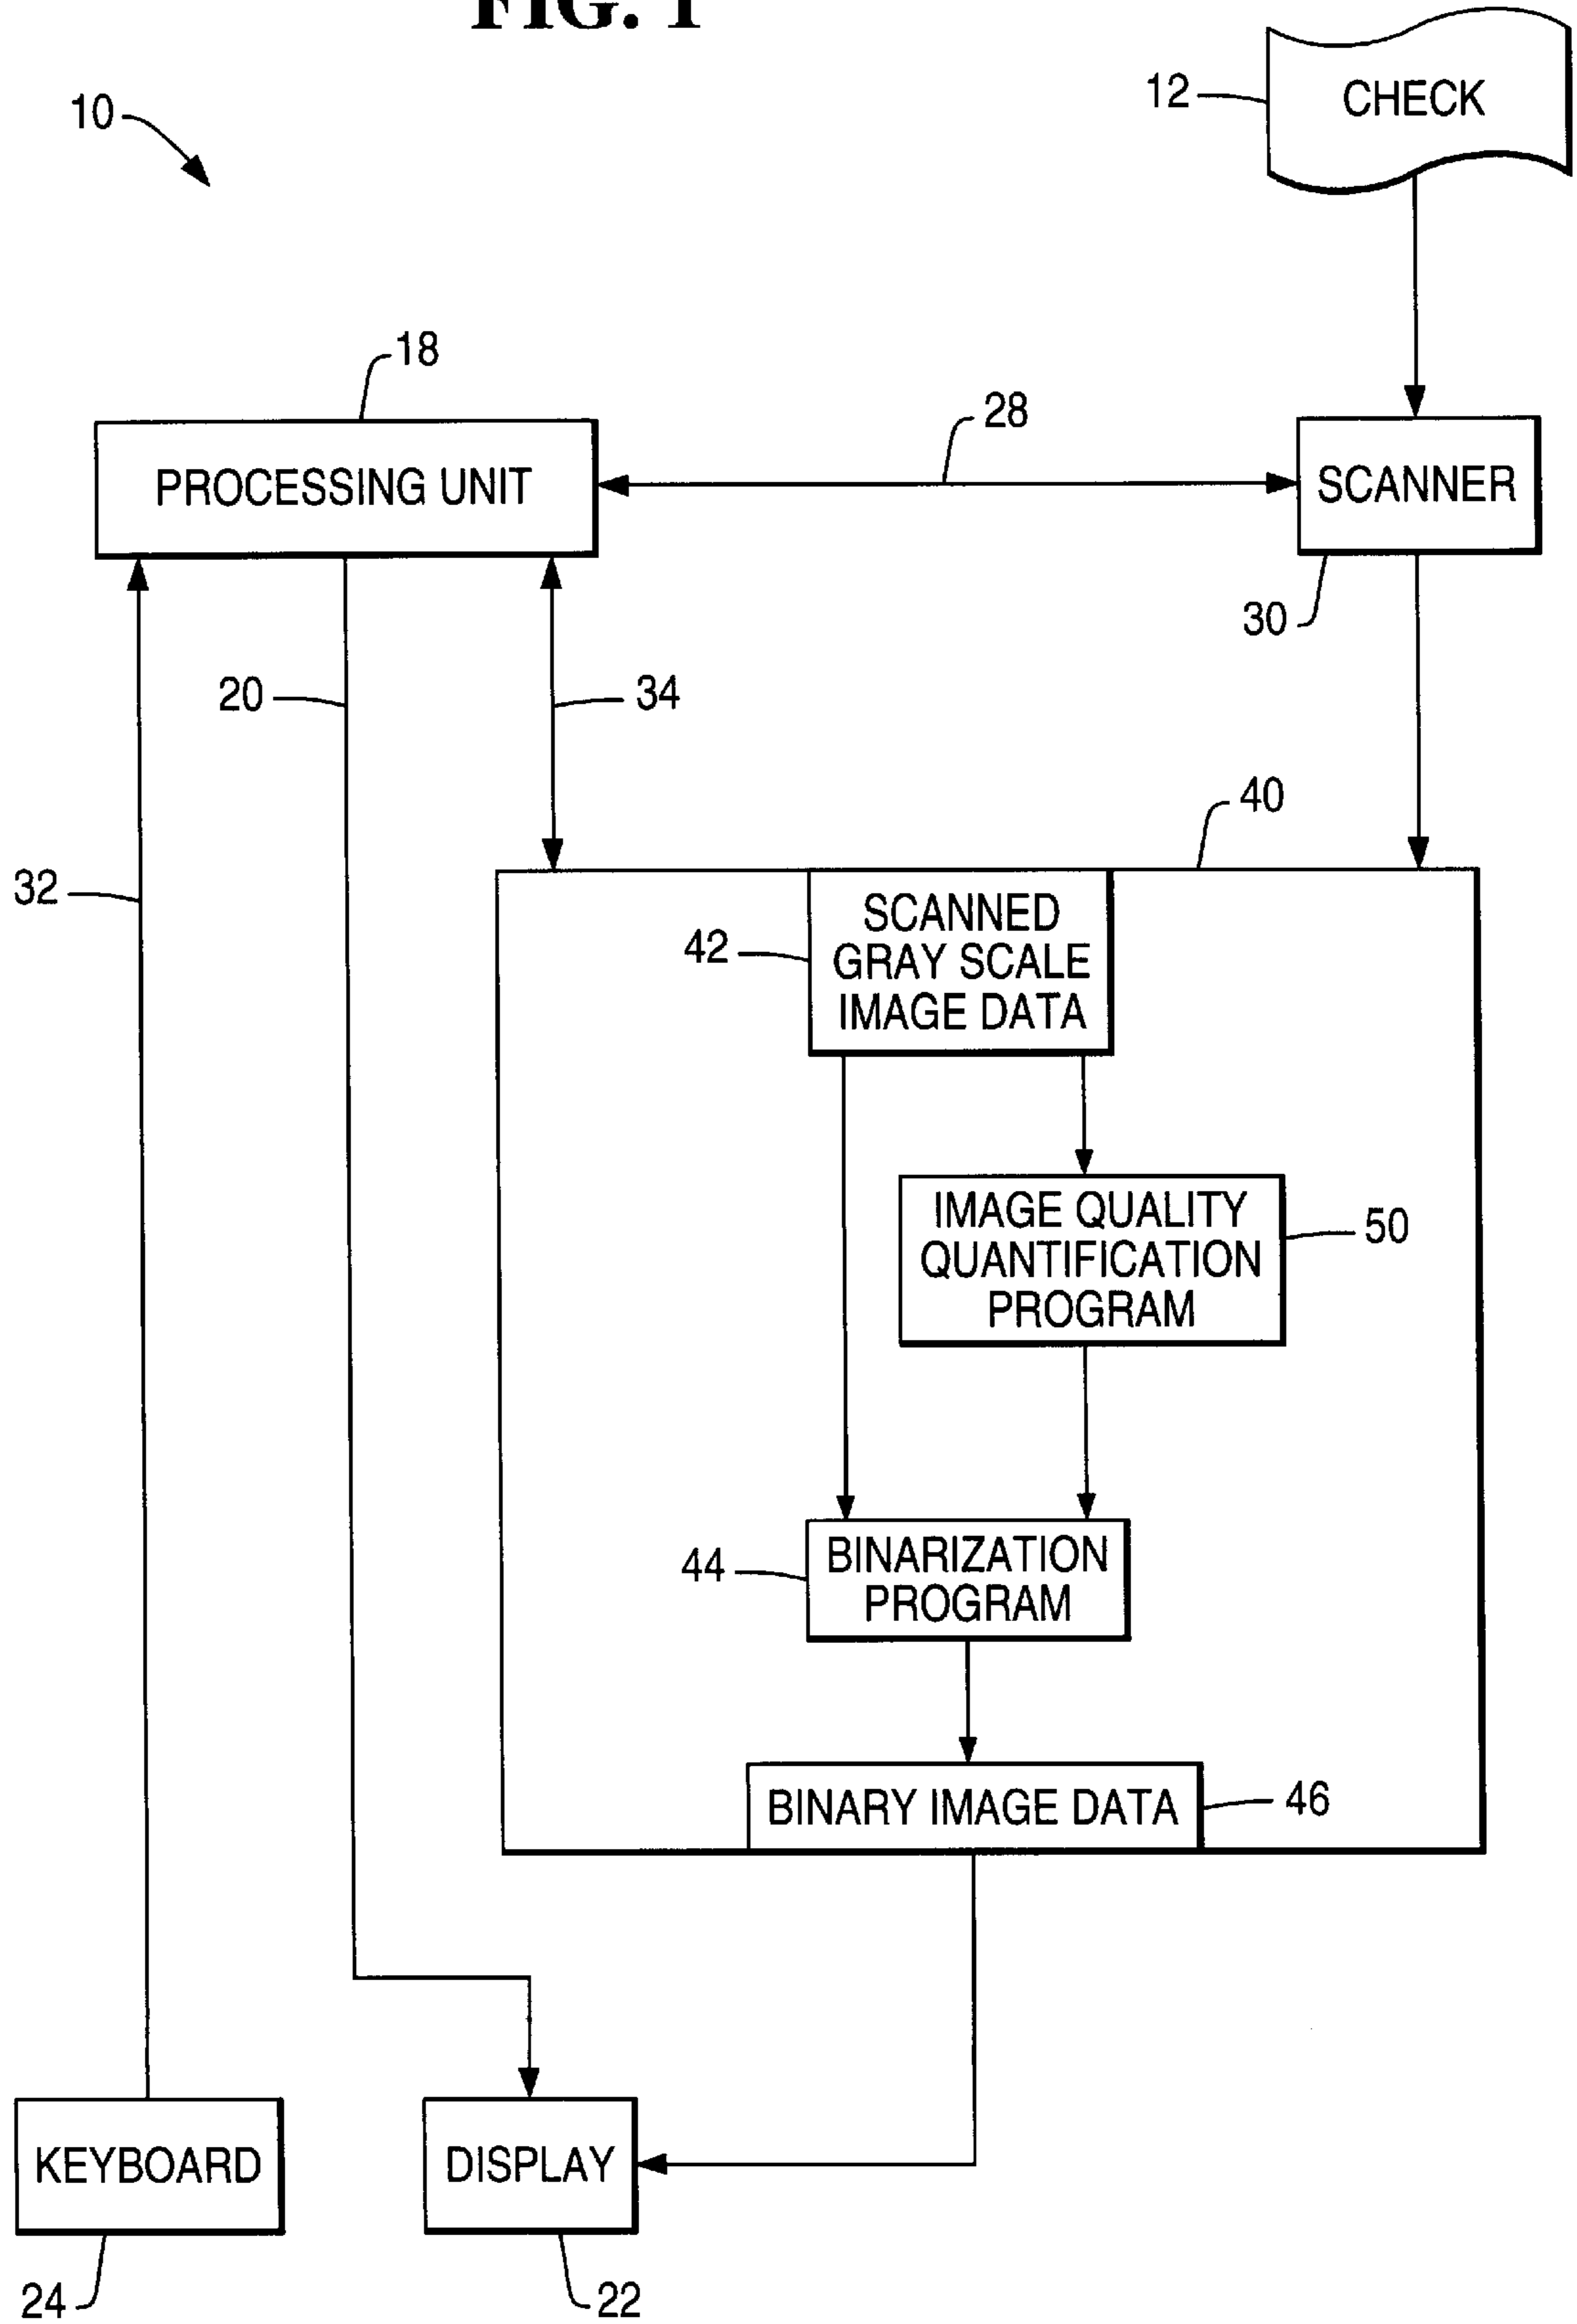 FIG. 1
10
12
CHECK
18
28
PROCESSING UNIT
SCANNER
30
20
34
40
32
42
SCANNED
GRAY SCALE
IMAGE DATA
IMAGE QUALITY
QUANTIFICATION
PROGRAM
50
44
BINARIZATION
PROGRAM
BINARY IMAGE DATA
46
KEYBOARD
DISPLAY
24
22